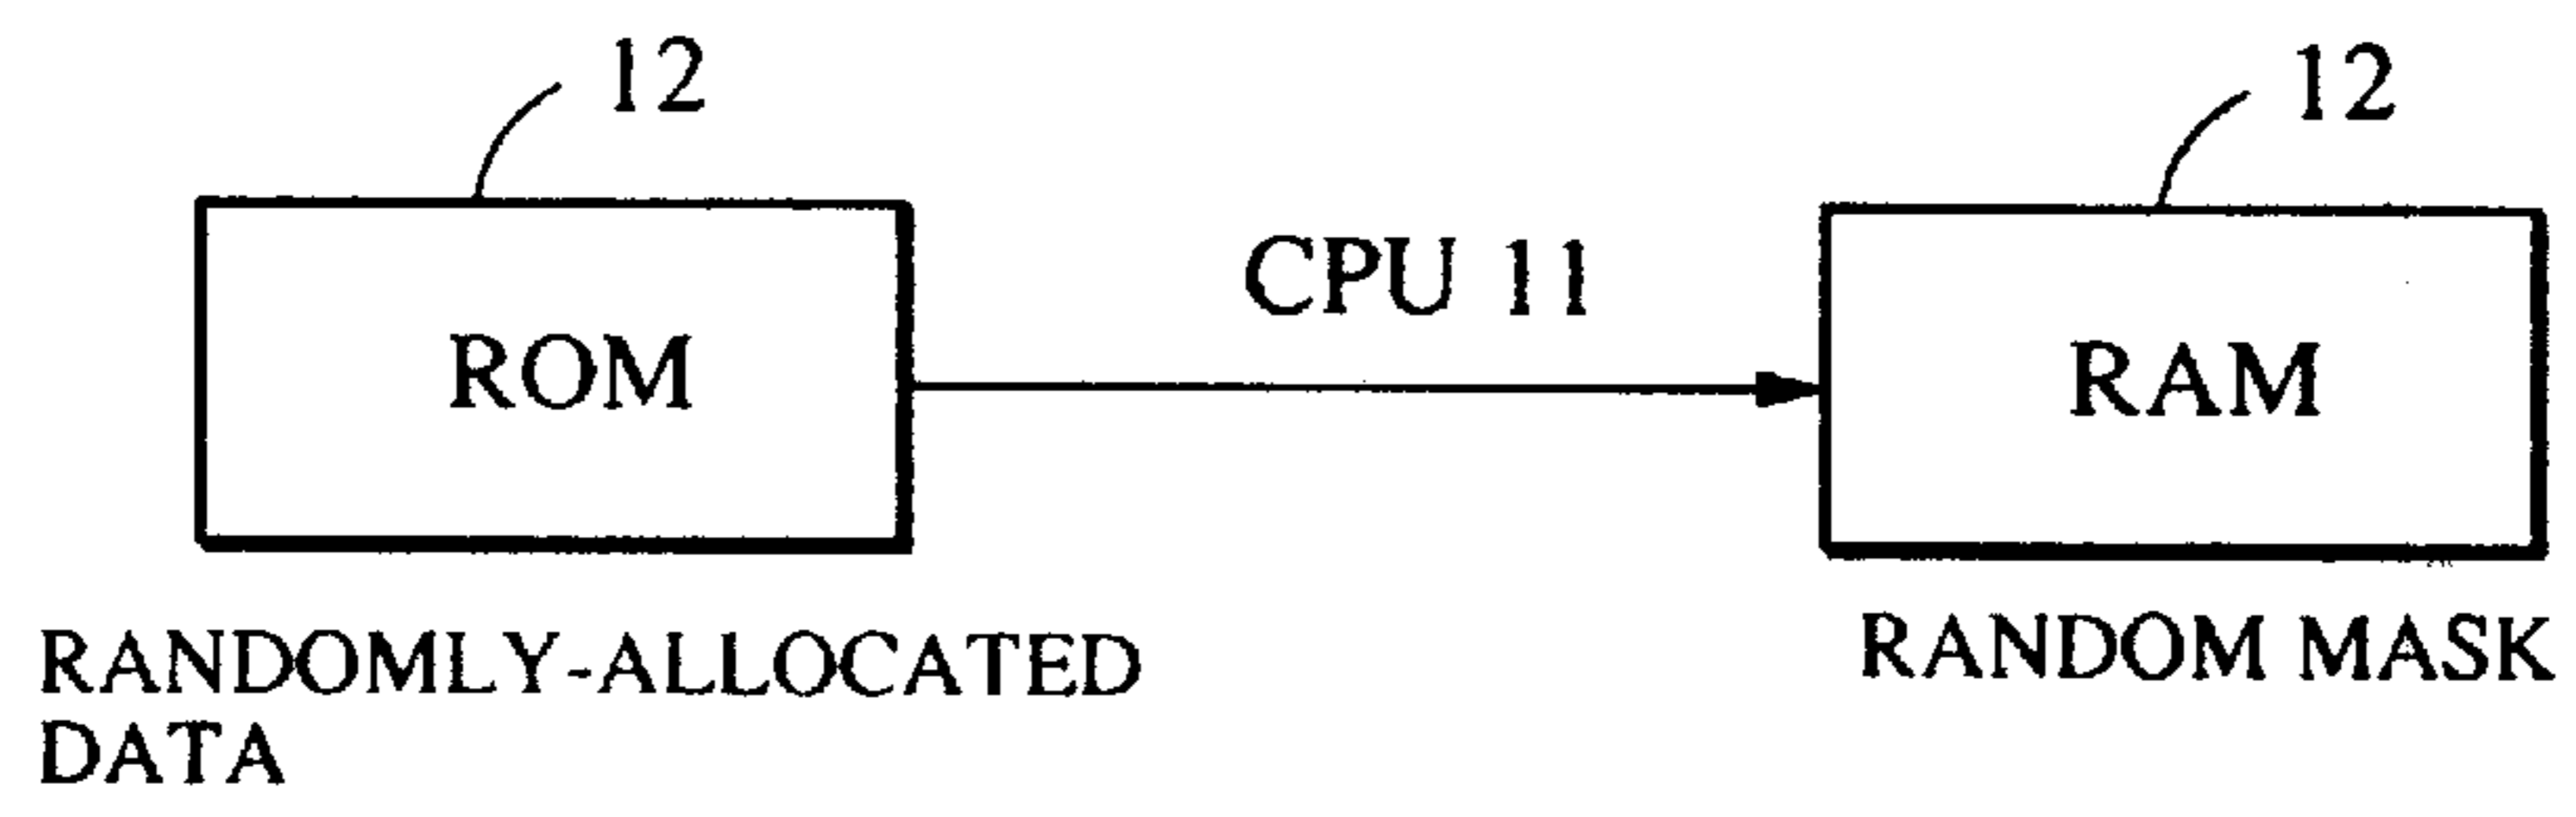 12
12
CPU 11
ROM
RAM
RANDOMLY-ALLOCATED
DATA
RANDOM MASK